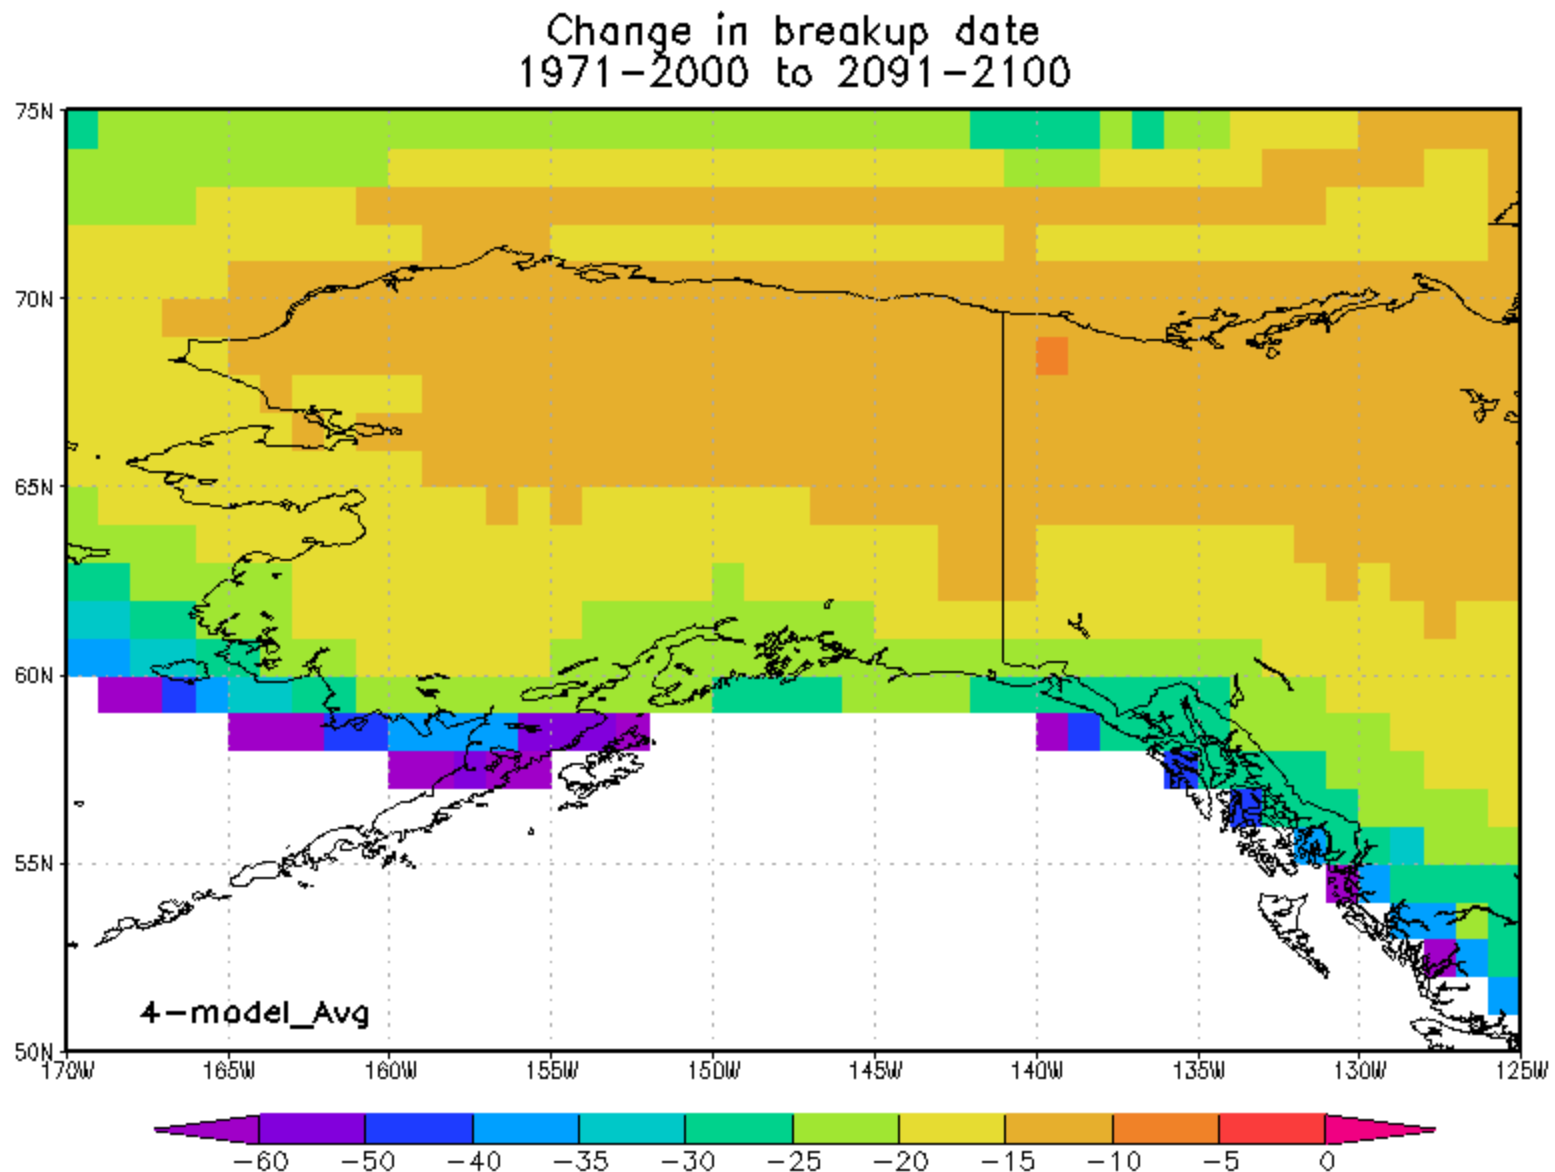 Change in breakup date
1971-2000 to 2091-2100
75N
70N
65N
60N
55N
50N
4-model_Avg
170W 165W 160W 155W 150W 145W 140W 135W 130W 125W
-60 -50 -40 -35 -30 -25 -20 -15 -10 -5 0